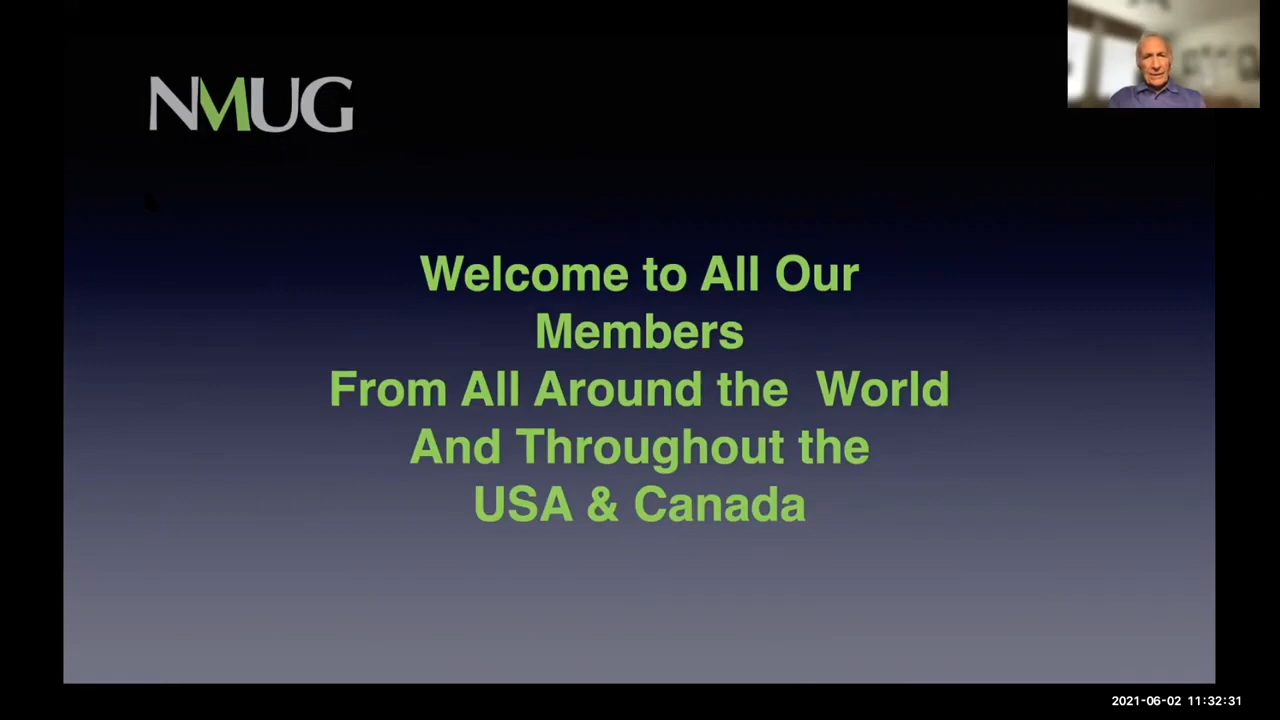 NMUG
Welcome to All Our
Members
From All Around the  World
And Throughout the
USA & Canada
2021-06-02 11:32:31